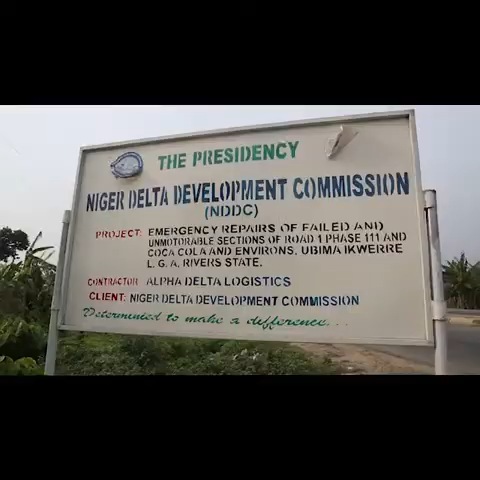 THE PRESIDENCY
NIGER DELTA DEVELOPMENT COMMISSION
(NDDC)
PROJECT: EMERGENCY REPAIRS OF FAILED AND
UNMOTORABLE SECTIONS OF ROAD 1 PHASE 111 AND
COCA COLA AND ENVIRONS, UBIMA IKWERRE
L. G. A. RIVERS STATE.
CONTRACTOR ALPHA DELTA LOGISTICS
CLIENT: NIGER DELTA DEVELOPMENT COMMISSION
Determined to make a difference...